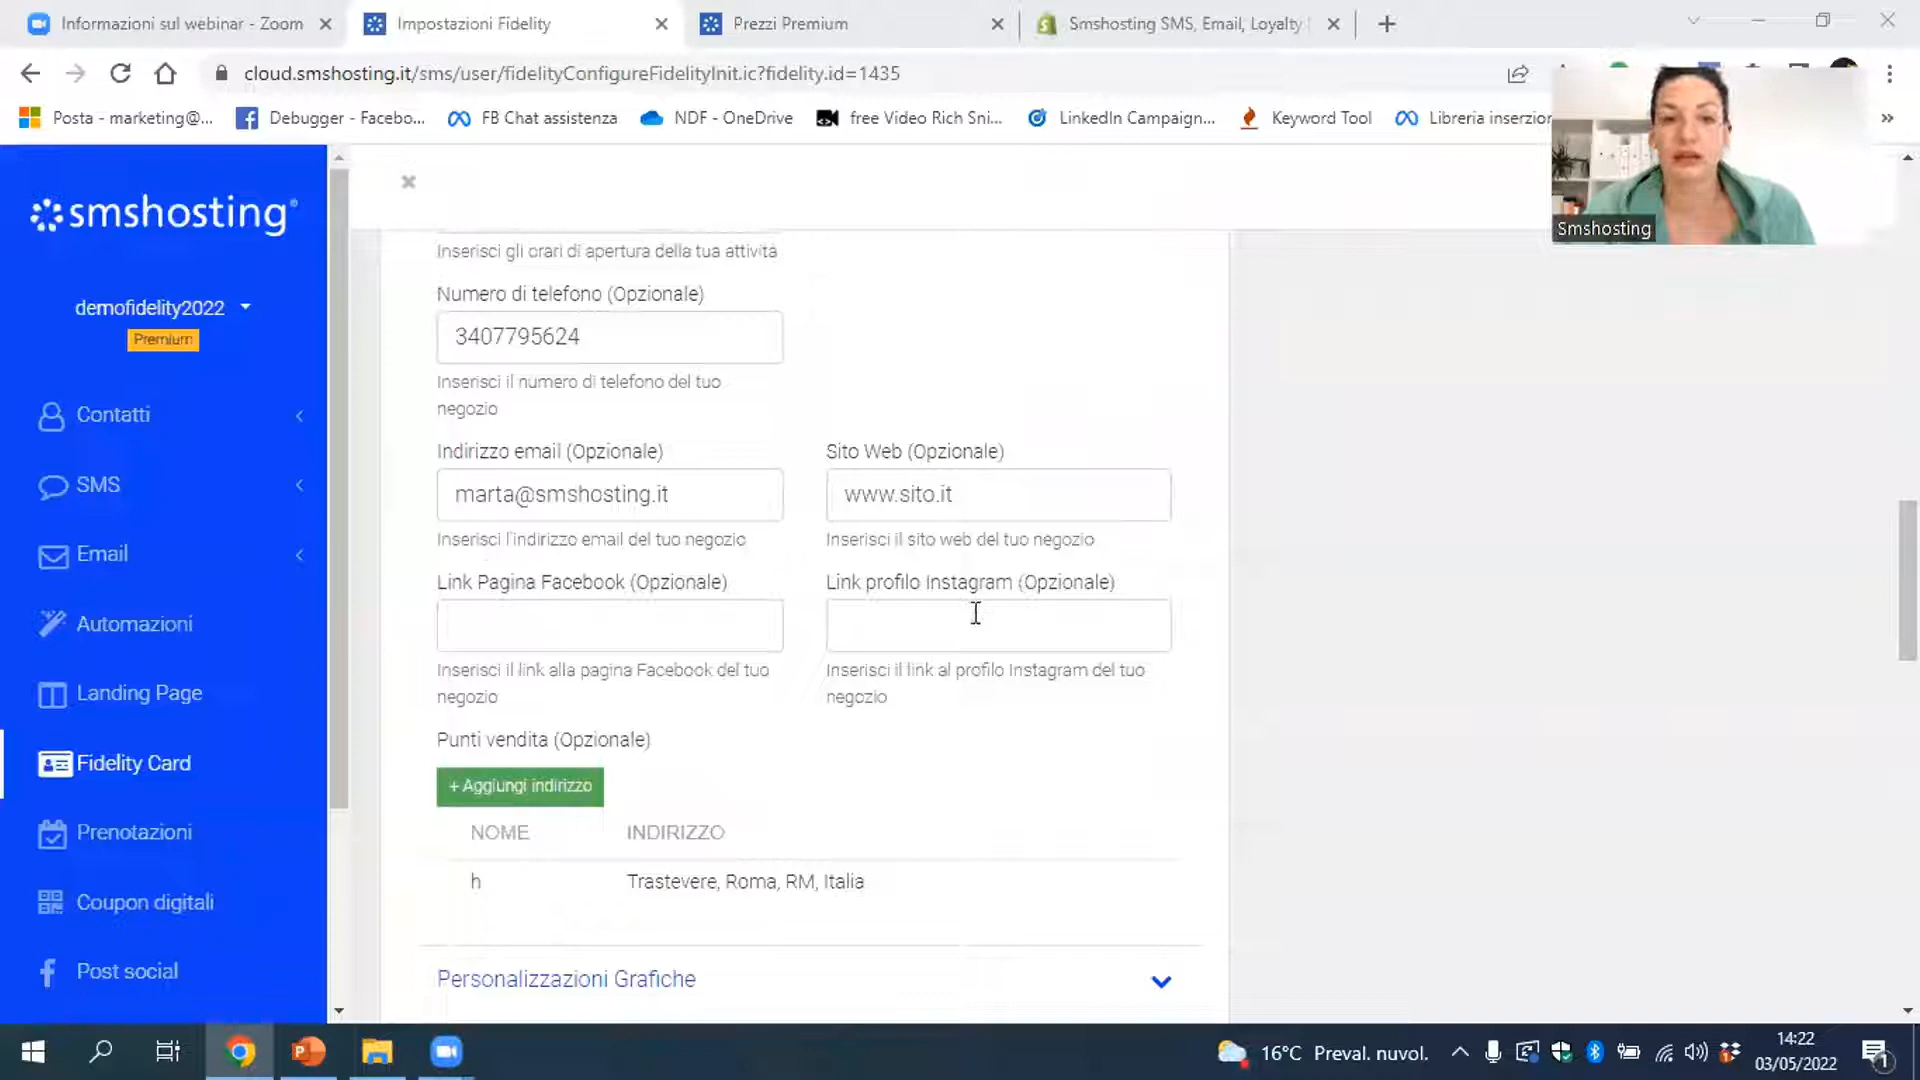 Informazioni sul webinar - Zoom
Impostazioni Fidelity
Prezzi Premium
Smshosting SMS, Email, Loyalty
cloud.smshosting.it/sms/user/fidelityConfigureFidelityInit.ic?fidelity.id=1435
Posta - marketing@...
Debugger - Facebo...
FB Chat assistenza
NDF - OneDrive
free Video Rich Sni...
LinkedIn Campaign...
Keyword Tool
Libreria inserzior
smshosting®
Smshosting
demofidelity2022
Premium
Contatti
SMS
Email
Automazioni
Landing Page
Fidelity Card
Prenotazioni
Coupon digitali
Post social
Inserisci gli orari di apertura della tua attività
Numero di telefono (Opzionale)
3407795624
Inserisci il numero di telefono del tuo
negozio
Indirizzo email (Opzionale)
Sito Web (Opzionale)
marta@smshosting.it
www.sito.it
Inserisci l'indirizzo email del tuo negozio
Inserisci il sito web del tuo negozio
Link Pagina Facebook (Opzionale)
Link profilo Instagram (Opzionale)
Inserisci il link alla pagina Facebook del tuo
negozio
Inserisci il link al profilo Instagram del tuo
negozio
Punti vendita (Opzionale)
+ Aggiungi indirizzo
NOME
INDIRIZZO
h
Trastevere, Roma, RM, Italia
Personalizzazioni Grafiche
16°C Preval. nuvol.
14:22
03/05/2022
1